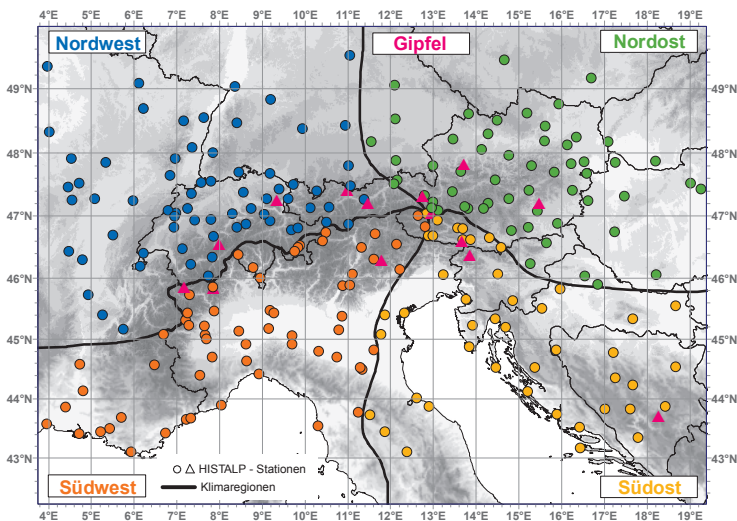 4°E 5°E 6°E 7°E 8°E 9°E 10°E 11°E 12°E 13°E 14°E 15°E 16°E 17°E 18°E 19°E
Nordwest Gipfel Nordost
49°N 49°N
48°N 48°N
47°N 47°N
46°N 46°N
45°N 45°N
44°N 44°N
43°N 43°N
HISTALP - Stationen
Klimaregionen
Südwest Südost
4°E 5°E 6°E 7°E 8°E 9°E 10°E 11°E 12°E 13°E 14°E 15°E 16°E 17°E 18°E 19°E